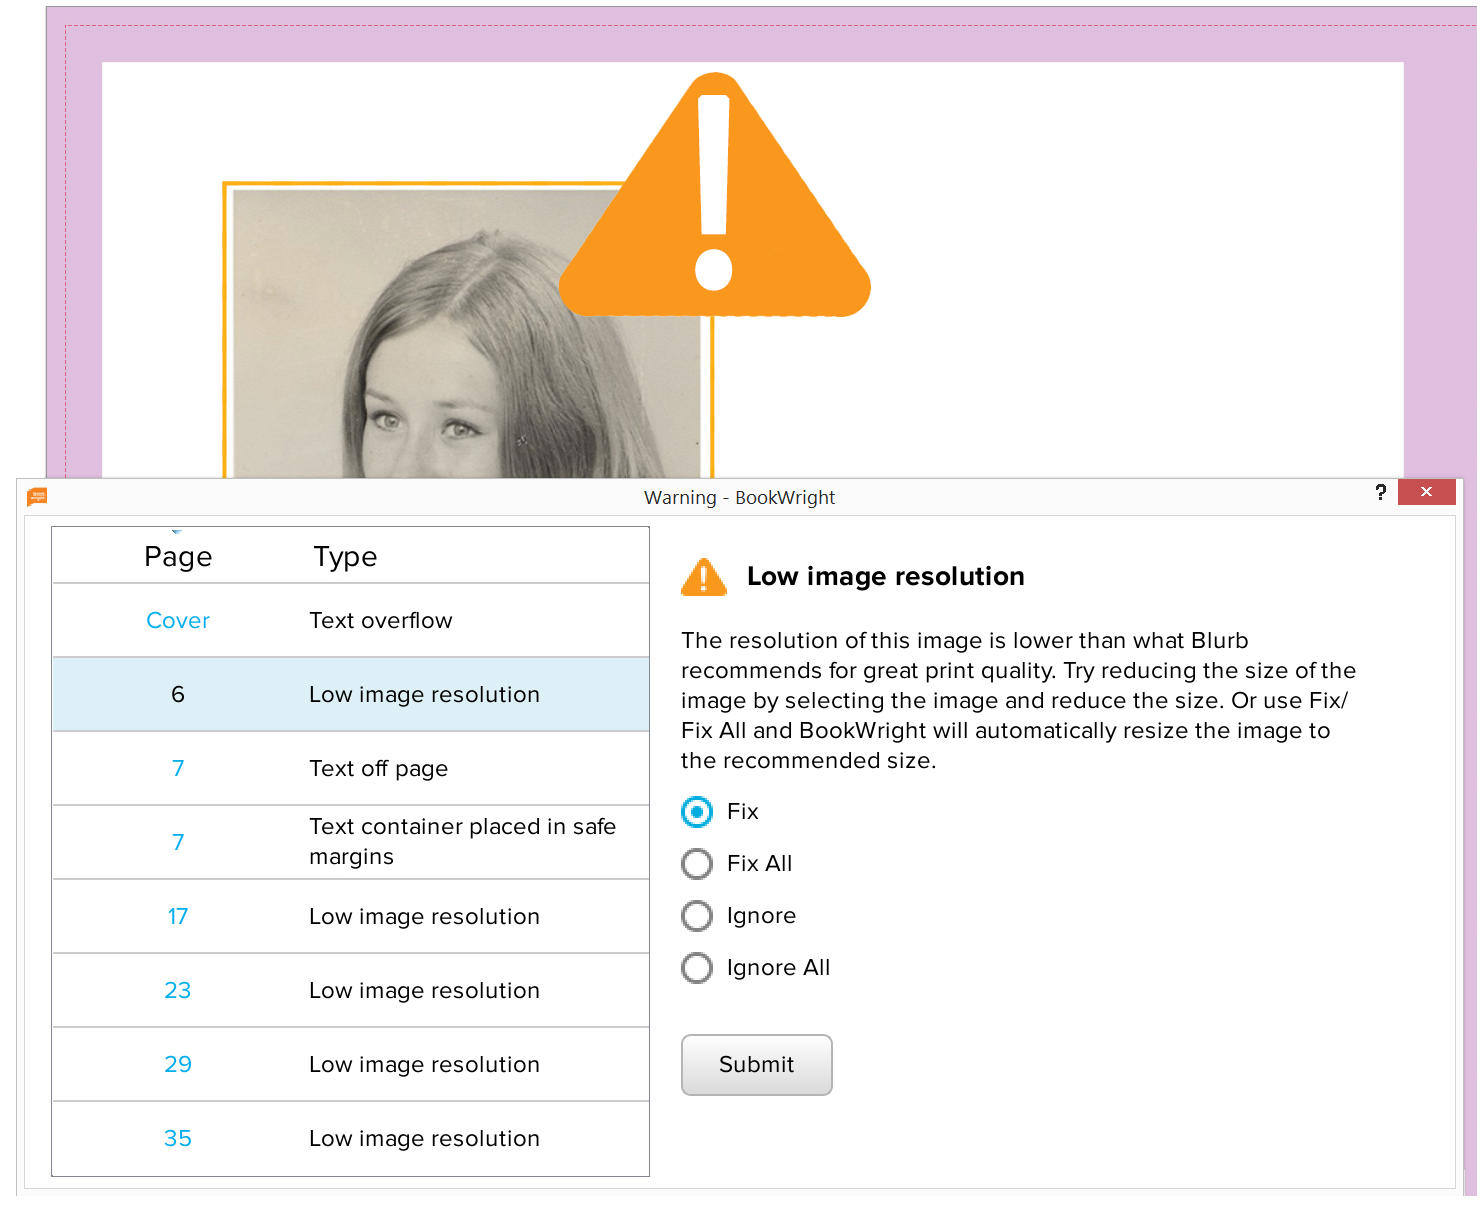 Warning - BookWright
?
Page Type
Cover Text overflow
6 Low image resolution
7 Text off page
7 Text container placed in safe
margins
17 Low image resolution
23 Low image resolution
29 Low image resolution
35 Low image resolution
Low image resolution
The resolution of this image is lower than what Blurb
recommends for great print quality. Try reducing the size of the
image by selecting the image and reduce the size. Or use Fix/
Fix All and BookWright will automatically resize the image to
the recommended size.
Fix
Fix All
Ignore
Ignore All
Submit